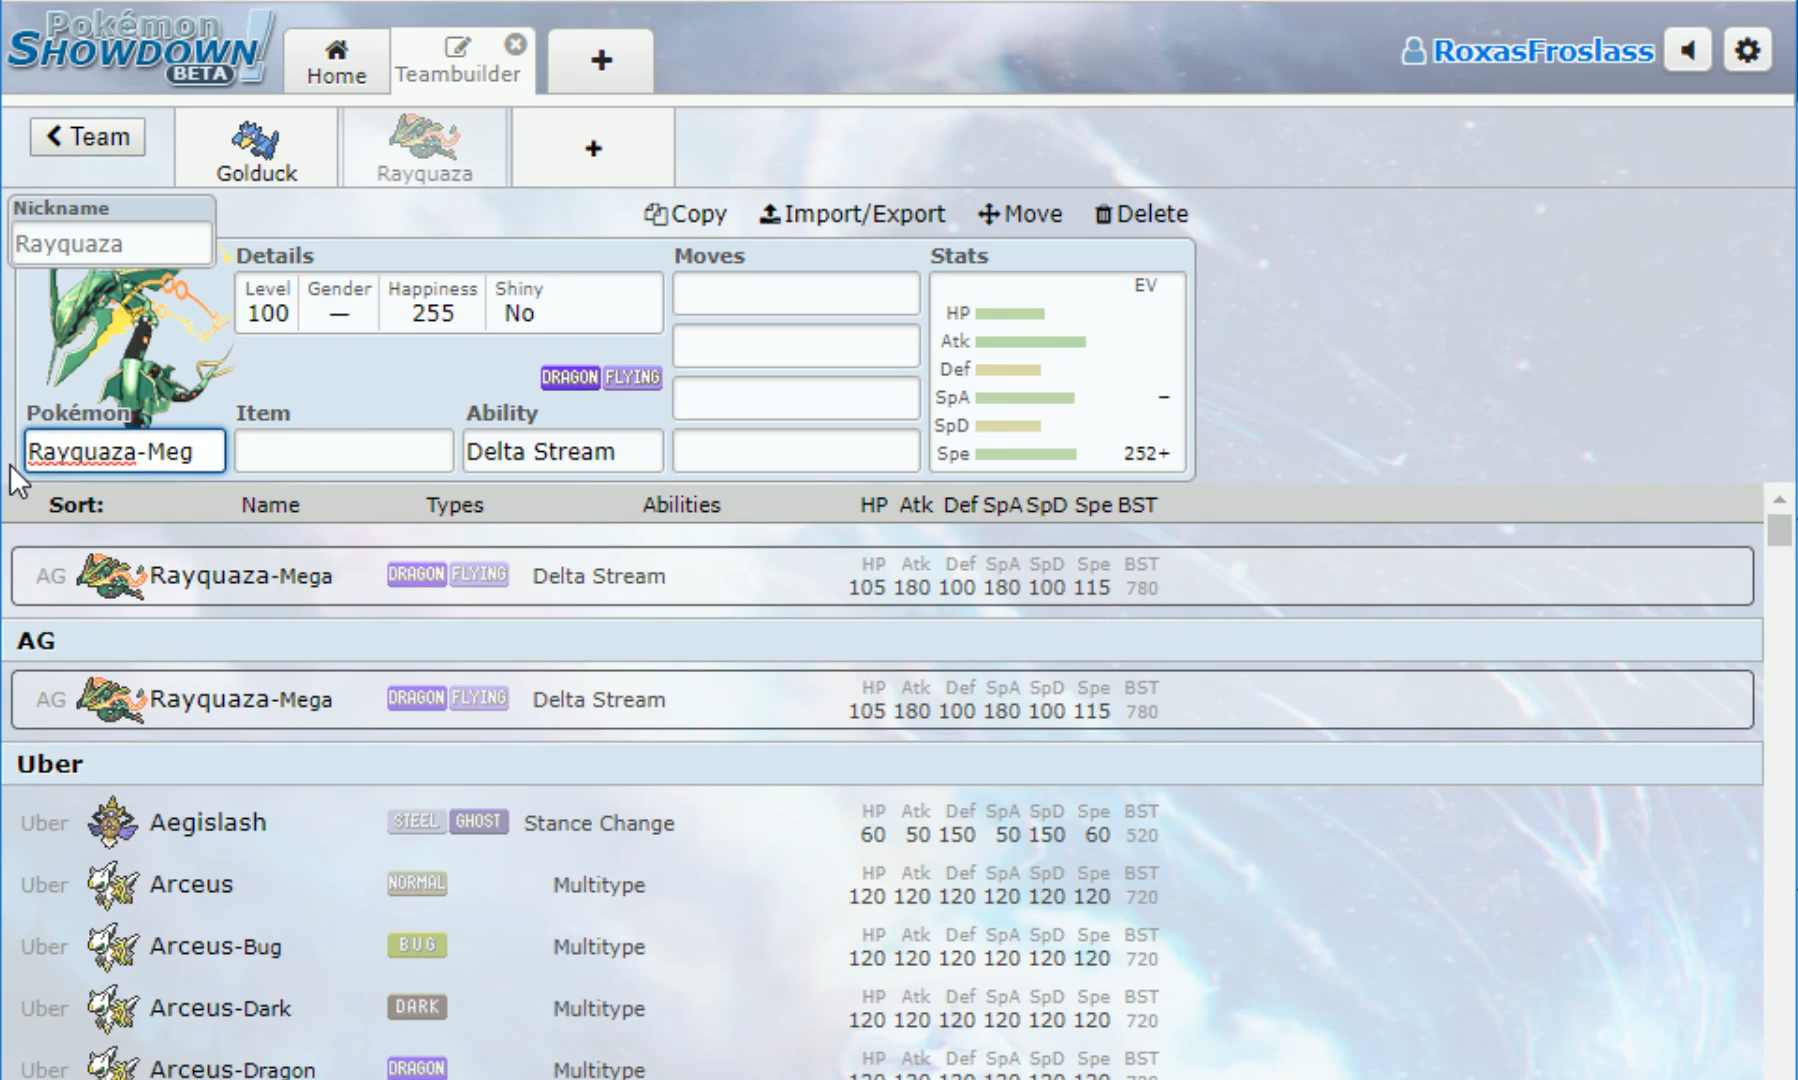 Pokémon
SHOWDOWN!
BETA
Home
Teambuilder
+
RoxasFroslass
Team
Golduck
Rayquaza
+
Nickname
Rayquaza
Copy
Import/Export
Move
Delete
Details
Moves
Stats
Level Gender Happiness Shiny
100 — 255 No
EV
HP
Atk
Def
SpA –
SpD
Spe 252+
DRAGON FLYING
Pokémon Item Ability
Rayquaza-Meg
Delta Stream
Sort: Name Types Abilities HP Atk Def SpA SpD Spe BST
HP Atk Def SpA SpD Spe BST
AG Rayquaza-Mega DRAGON FLYING Delta Stream 105 180 100 180 100 115 780
AG
HP Atk Def SpA SpD Spe BST
AG Rayquaza-Mega DRAGON FLYING Delta Stream 105 180 100 180 100 115 780
Uber
HP Atk Def SpA SpD Spe BST
Uber Aegislash STEEL GHOST Stance Change 60 50 150 50 150 60 520
HP Atk Def SpA SpD Spe BST
Uber Arceus NORMAL Multitype 120 120 120 120 120 120 720
HP Atk Def SpA SpD Spe BST
Uber Arceus-Bug BUG Multitype 120 120 120 120 120 120 720
HP Atk Def SpA SpD Spe BST
Uber Arceus-Dark DARK Multitype 120 120 120 120 120 120 720
HP Atk Def SpA SpD Spe BST
Uber Arceus-Dragon DRAGON Multitype